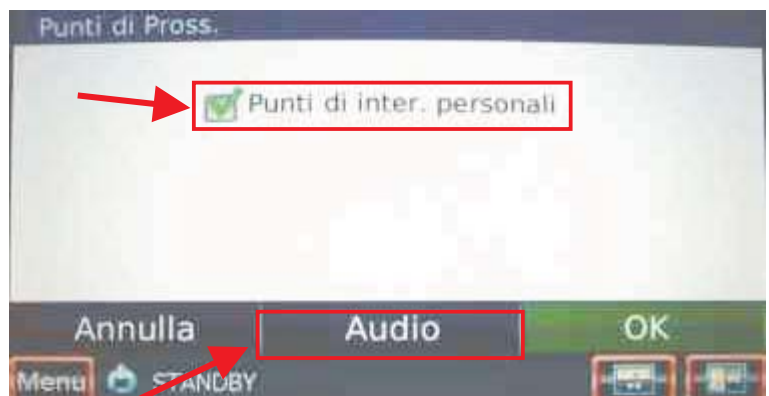 Punti di Pross.
Punti di inter. personali
Annulla Audio OK
Menu STANDBY